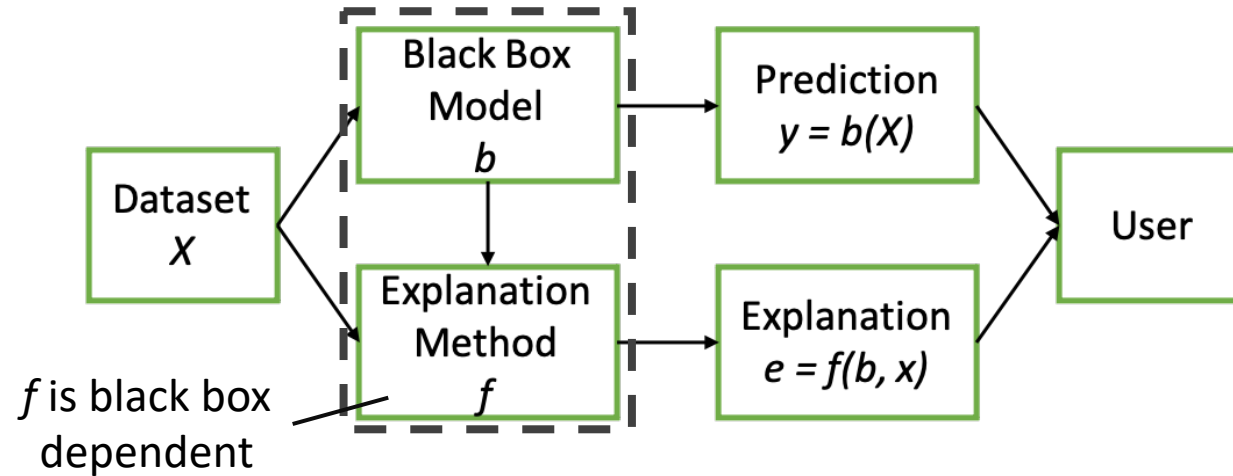 Dataset
X
Black Box
Model
b
Explanation
Method
f
Prediction
y = b(X)
Explanation
e = f(b, x)
User
f is black box
dependent